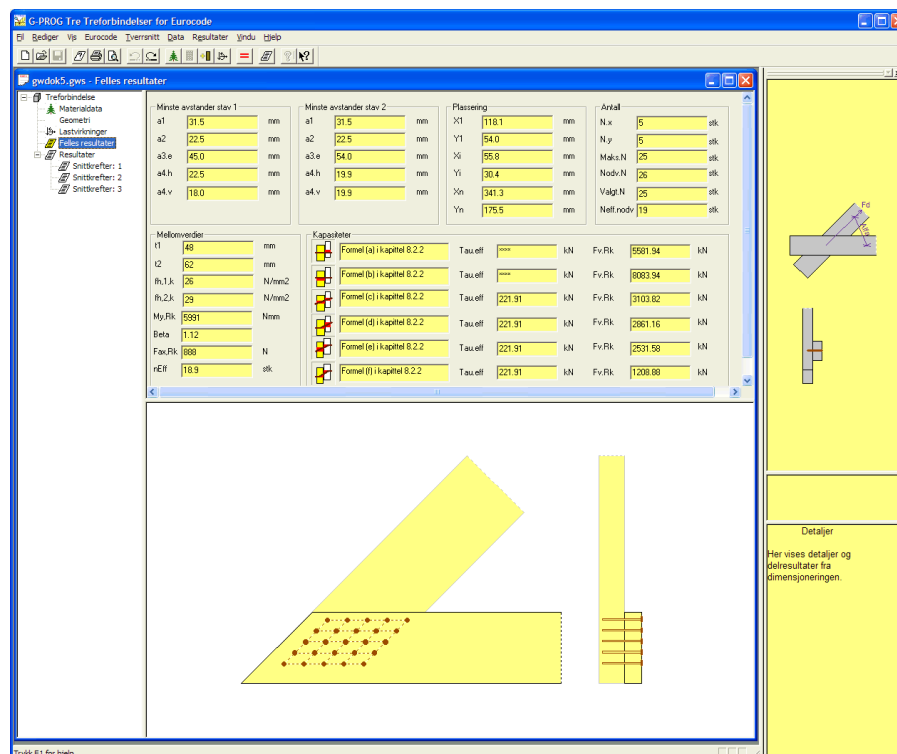 G-PROG Tre Treforbindelser for Eurocode
Fil Rediger Vis Eurocode Tverrsnitt Data Resultater Vindu Hjelp
gwdok5.gws - Felles resultater
Treforbindelse
Materialdata
Geometri
Lastvirkninger
Felles resultater
Resultater
Snittkrefter: 1
Snittkrefter: 2
Snittkrefter: 3
Minste avstander stav 1
a1 31.5 mm
a2 22.5 mm
a3.e 45.0 mm
a4.h 22.5 mm
a4.v 18.0 mm
Minste avstander stav 2
a1 31.5 mm
a2 22.5 mm
a3.e 54.0 mm
a4.h 19.9 mm
a4.v 19.9 mm
Plassering
X1 118.1 mm
Y1 54.0 mm
Xi 55.8 mm
Yi 30.4 mm
Xn 341.3 mm
Yn 175.5 mm
Antall
N.x 5 stk
N.y 5 stk
Maks.N 25 stk
Nodv.N 26 stk
Valgt.N 25 stk
Neff.nodv 19 stk
Mellomverdier
t1 48 mm
t2 62 mm
fh,1,k 26 N/mm2
fh,2,k 29 N/mm2
My,Rk 5991 Nmm
Beta 1.12
Fax,Rk 888 N
nEff 18.9 stk
Kapasiteter
Formel (a) i kapittel 8.2.2 Tau.eff **** kN Fv.Rk 5581.94 kN
Formel (b) i kapittel 8.2.2 Tau.eff **** kN Fv.Rk 8083.94 kN
Formel (c) i kapittel 8.2.2 Tau.eff 221.91 kN Fv.Rk 3103.82 kN
Formel (d) i kapittel 8.2.2 Tau.eff 221.91 kN Fv.Rk 2861.16 kN
Formel (e) i kapittel 8.2.2 Tau.eff 221.91 kN Fv.Rk 2531.58 kN
Formel (f) i kapittel 8.2.2 Tau.eff 221.91 kN Fv.Rk 1208.88 kN
Fd
Alfa
Detaljer
Her vises detaljer og
delresultater fra
dimensjoneringen.
Trykk F1 for hjelp